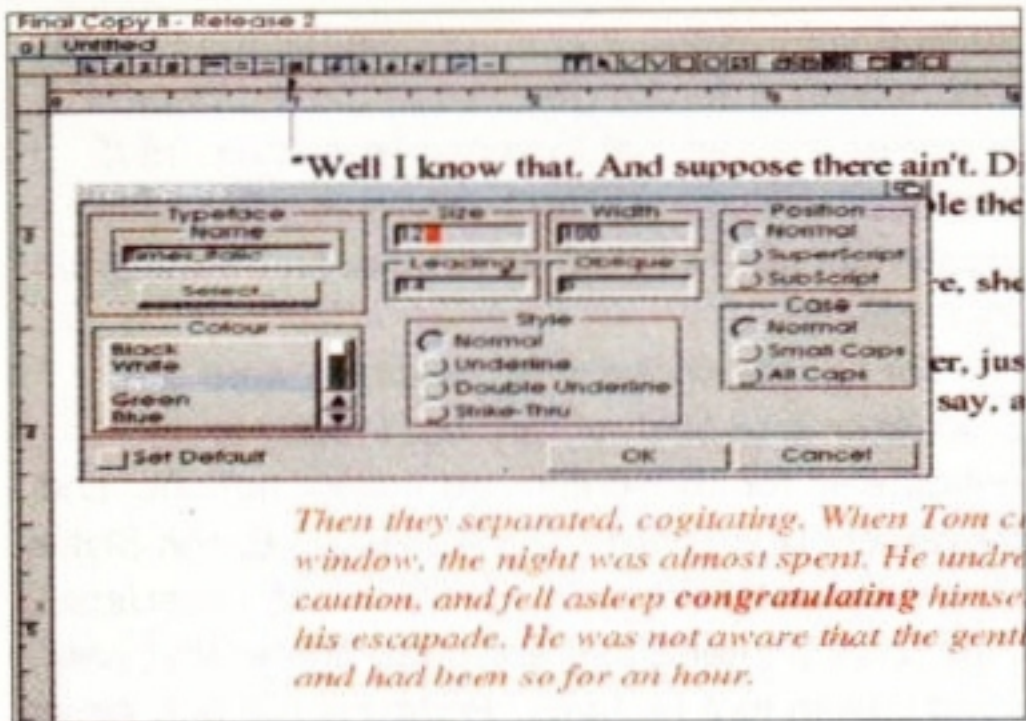 Final Copy II - Release 2
Untitled
"Well I know that. And suppose there ain't. Di
ble the
e, she
er, jus
say, a
Typeface
Name
Times_Italic
Select
Size
12
Width
100
Leading
14
Oblique
0
Position
Normal
SuperScript
SubScript
Colour
Black
White
Green
Blue
Style
Normal
Underline
Double Underline
Strike-Thru
Case
Normal
Small Caps
All Caps
Set Default
OK
Cancel
Then they separated, cogitating. When Tom c
window, the night was almost spent. He undre
caution, and fell asleep congratulating himse
his escapade. He was not aware that the gent
and had been so for an hour.